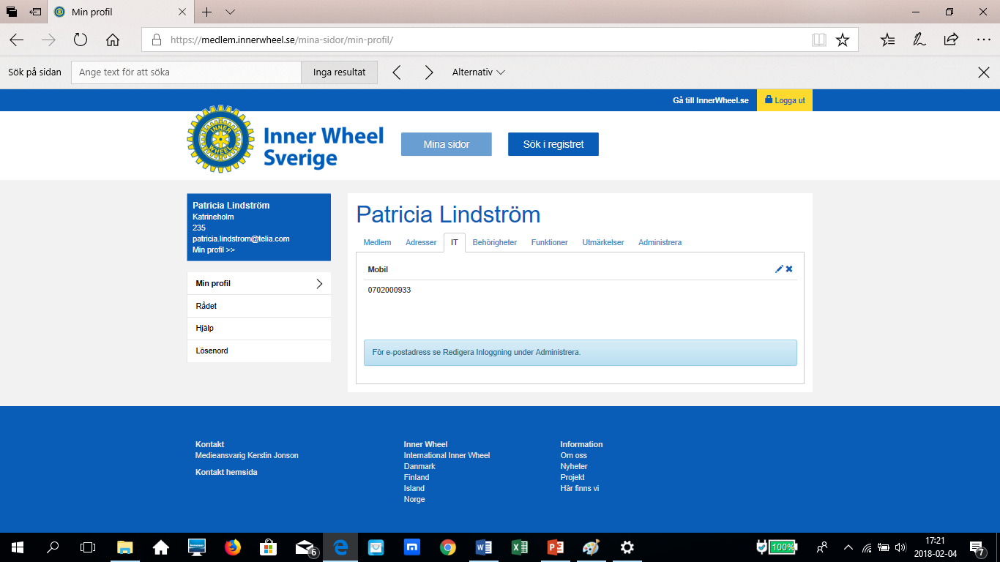 Min profil
https://medlem.innerwheel.se/mina-sidor/min-profil/
Sök på sidan
Ange text för att söka
Inga resultat
Alternativ
Gå till InnerWheel.se
Logga ut
INNER
WHEEL
Inner Wheel
Sverige
Mina sidor
Sök i registret
Patricia Lindström
Katrineholm
235
patricia.lindstrom@telia.com
Min profil >>
Min profil
Rådet
Hjälp
Lösenord
Patricia Lindström
Medlem Adresser IT Behörigheter Funktioner Utmärkelser Administrera
Mobil
0702000933
För e-postadress se Redigera Inloggning under Administrera.
Kontakt
Medieansvarig Kerstin Jonson
Kontakt hemsida
Inner Wheel
International Inner Wheel
Danmark
Finland
Island
Norge
Information
Om oss
Nyheter
Projekt
Här finns vi
6
100%
17:21
2018-02-04
7